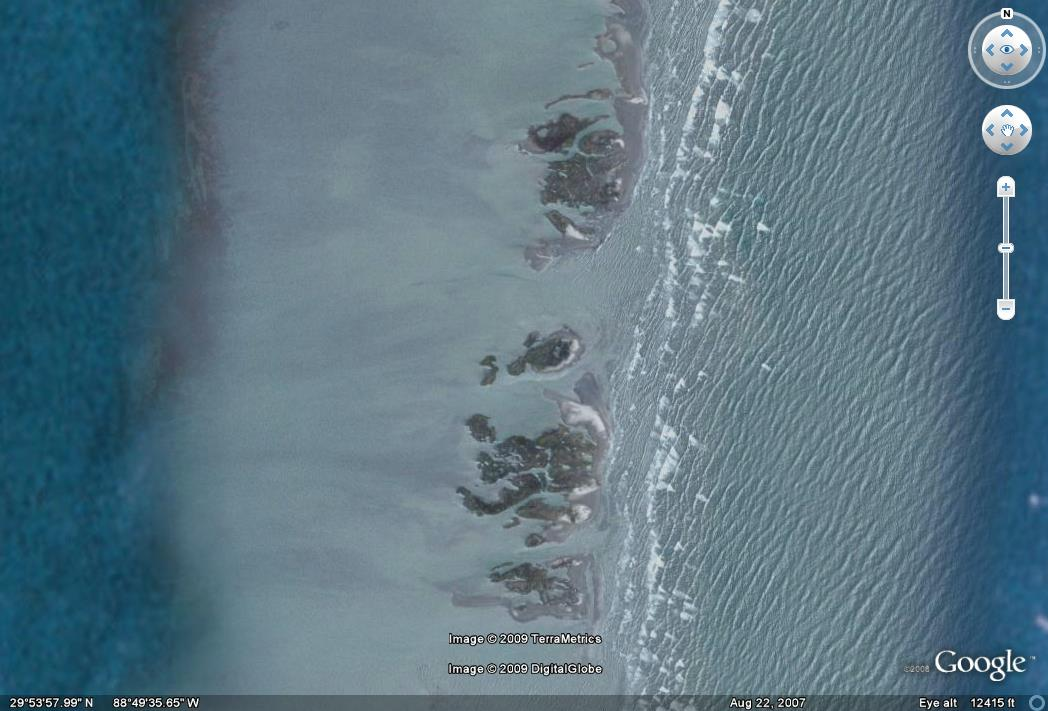 N
Image © 2009 TerraMetrics
Image © 2009 DigitalGlobe
©2008 Google™
29°53'57.99" N 88°49'35.65" W Aug 22, 2007 Eye alt 12415 ft